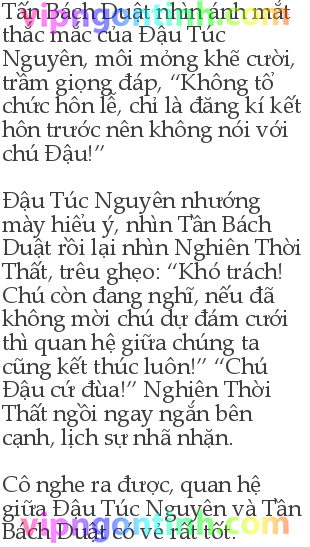 Tần Bách Duật nhìn ánh mắt
thắc mắc của Đậu Túc
Nguyên, môi mỏng khẽ cười,
trầm giọng đáp, “Không tổ
chức hôn lễ, chỉ là đăng kí kết
hôn trước nên không nói với
chú Đậu!”
Đậu Túc Nguyên nhướng
mày hiểu ý, nhìn Tần Bách
Duật rồi lại nhìn Nghiên Thời
Thất, trêu ghẹo: “Khó trách!
Chú còn đang nghĩ, nếu đã
không mời chú dự đám cưới
thì quan hệ giữa chúng ta
cũng kết thúc luôn!” “Chú
Đậu cứ đùa!” Nghiên Thời
Thất ngồi ngay ngắn bên
cạnh, lịch sự nhã nhặn.
Cô nghe ra được, quan hệ
giữa Đậu Túc Nguyên và Tần
Bách Duật có vẻ rất tốt.
vipngontinh.com
vipngontinh.com